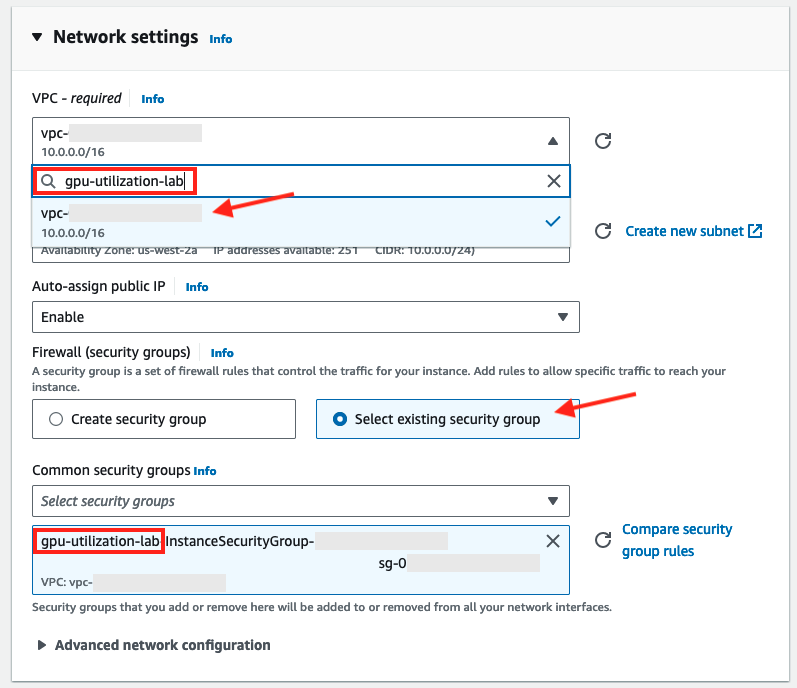 Network settings Info
VPC - required Info
vpc-
10.0.0.0/16
gpu-utilization-lab
vpc-
10.0.0.0/16
Create new subnet
Availability Zone: us-west-2a IP addresses available: 251 CIDR: 10.0.0.0/24)
Auto-assign public IP Info
Enable
Firewall (security groups) Info
A security group is a set of firewall rules that control the traffic for your instance. Add rules to allow specific traffic to reach your
instance.
Create security group
Select existing security group
Common security groups Info
Select security groups
gpu-utilization-lab-InstanceSecurityGroup-
sg-0
VPC: vpc-
Compare security
group rules
Security groups that you add or remove here will be added to or removed from all your network interfaces.
Advanced network configuration